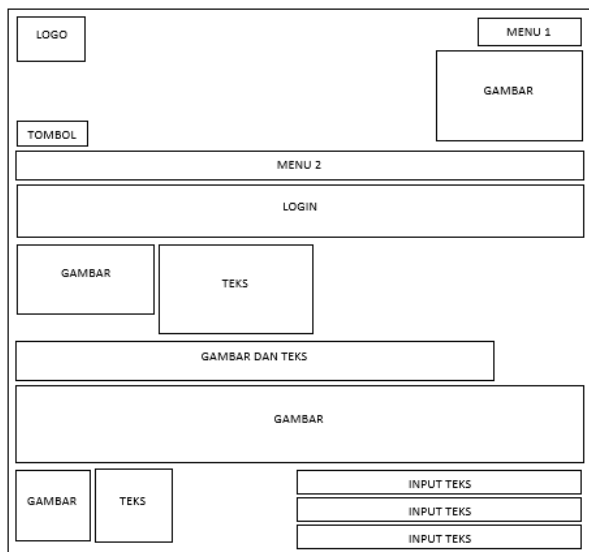 LOGO
MENU 1
GAMBAR
TOMBOL
MENU 2
LOGIN
GAMBAR
TEKS
GAMBAR DAN TEKS
GAMBAR
GAMBAR
TEKS
INPUT TEKS
INPUT TEKS
INPUT TEKS